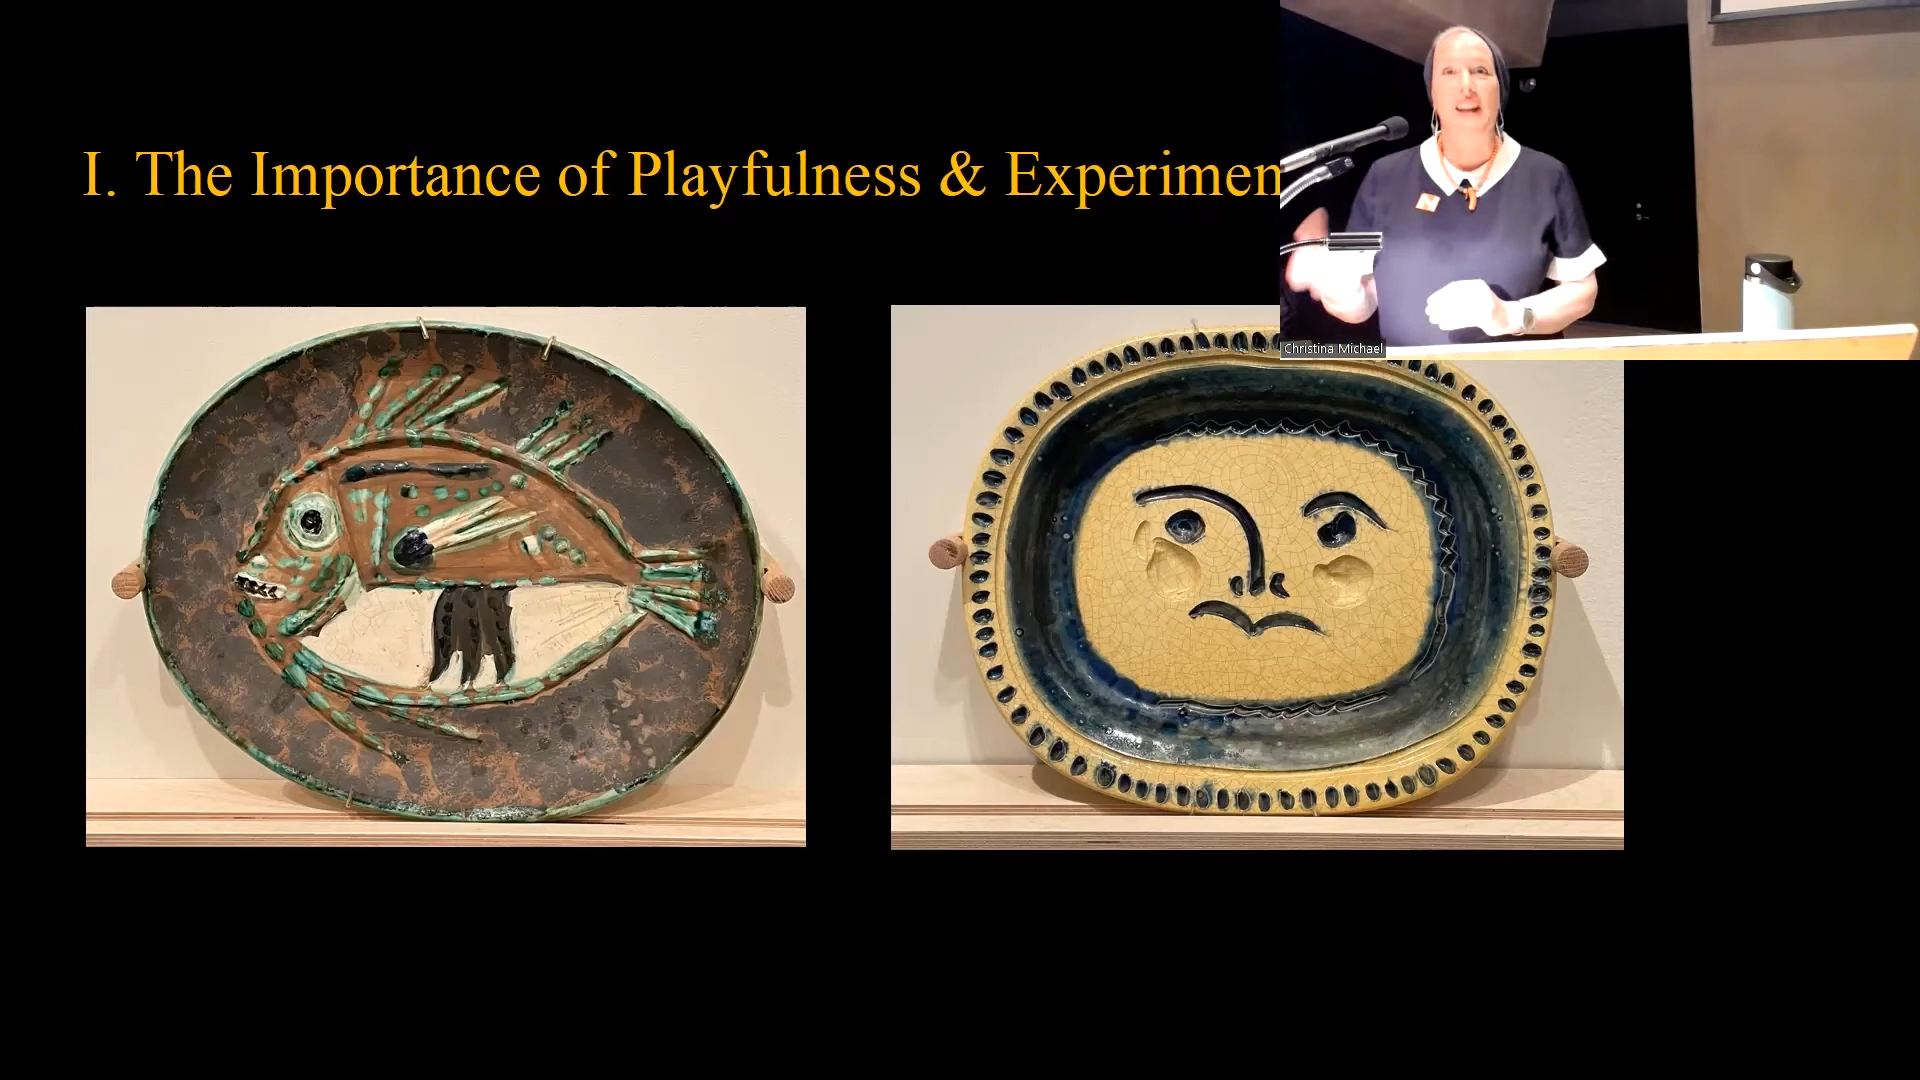 I. The Importance of Playfulness & Experimen
Christina Michael